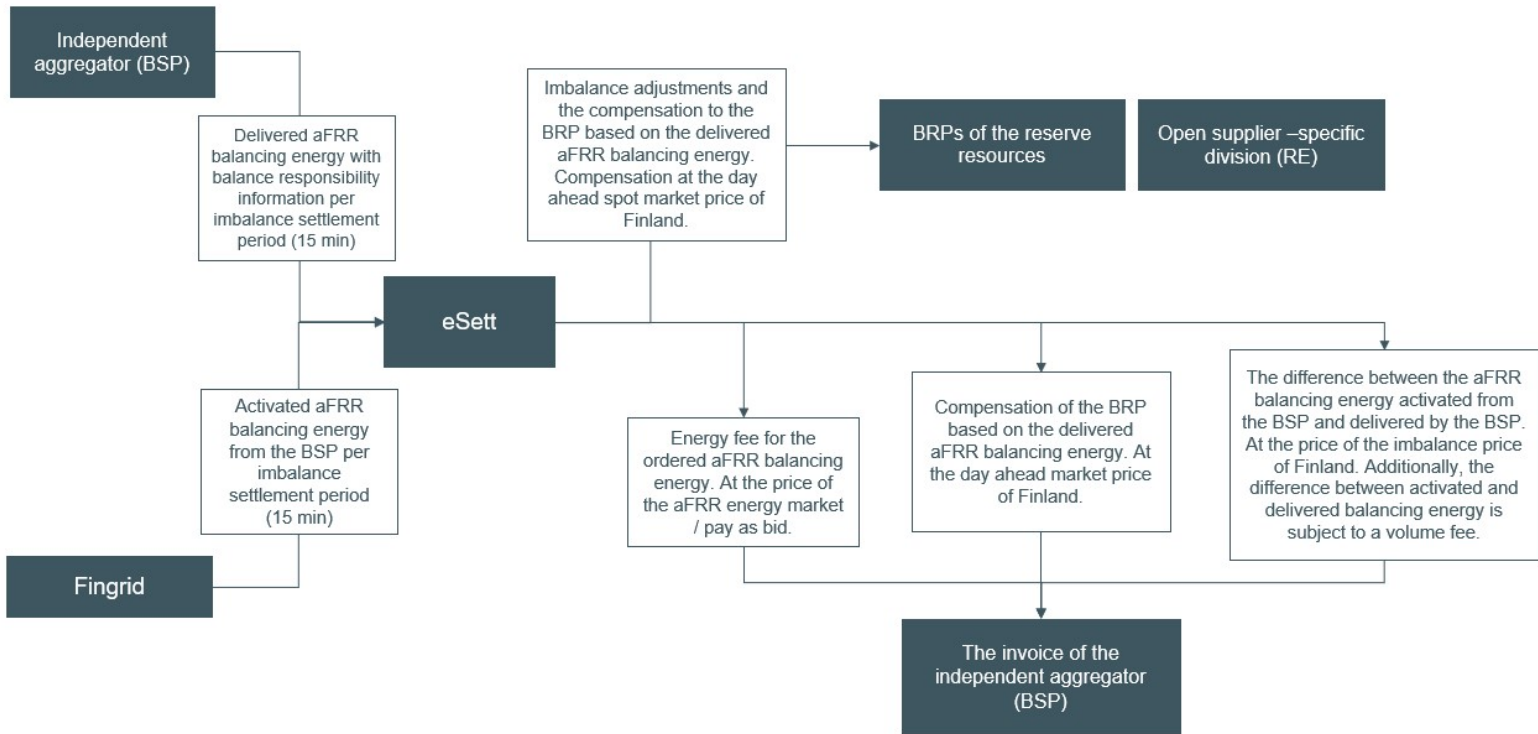 Independent
aggregator (BSP)
Delivered aFRR
balancing energy with
balance responsibility
information per
imbalance settlement
period (15 min)
Imbalance adjustments and
the compensation to the
BRP based on the delivered
aFRR balancing energy.
Compensation at the day
ahead spot market price of
Finland.
BRPs of the reserve
resources
Open supplier –specific
division (RE)
eSett
Activated aFRR
balancing energy
from the BSP per
imbalance
settlement period
(15 min)
Fingrid
Energy fee for the
ordered aFRR balancing
energy. At the price of
the aFRR energy market
/ pay as bid.
Compensation of the BRP
based on the delivered
aFRR balancing energy. At
the day ahead market price
of Finland.
The difference between the aFRR
balancing energy activated from
the BSP and delivered by the BSP.
At the price of the imbalance price
of Finland. Additionally, the
difference between activated and
delivered balancing energy is
subject to a volume fee.
The invoice of the
independent aggregator
(BSP)